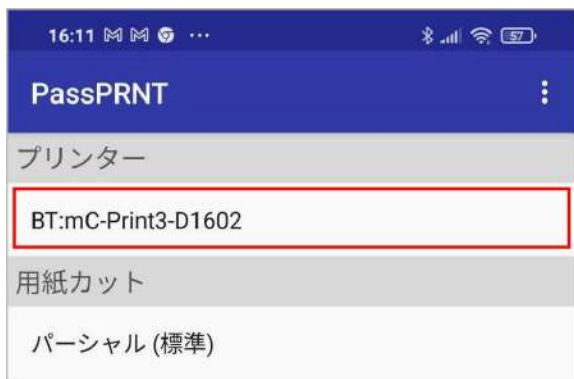 16:11 ...
57
PassPRNT
プリンター
BT:mC-Print3-D1602
用紙カット
パーシャル (標準)